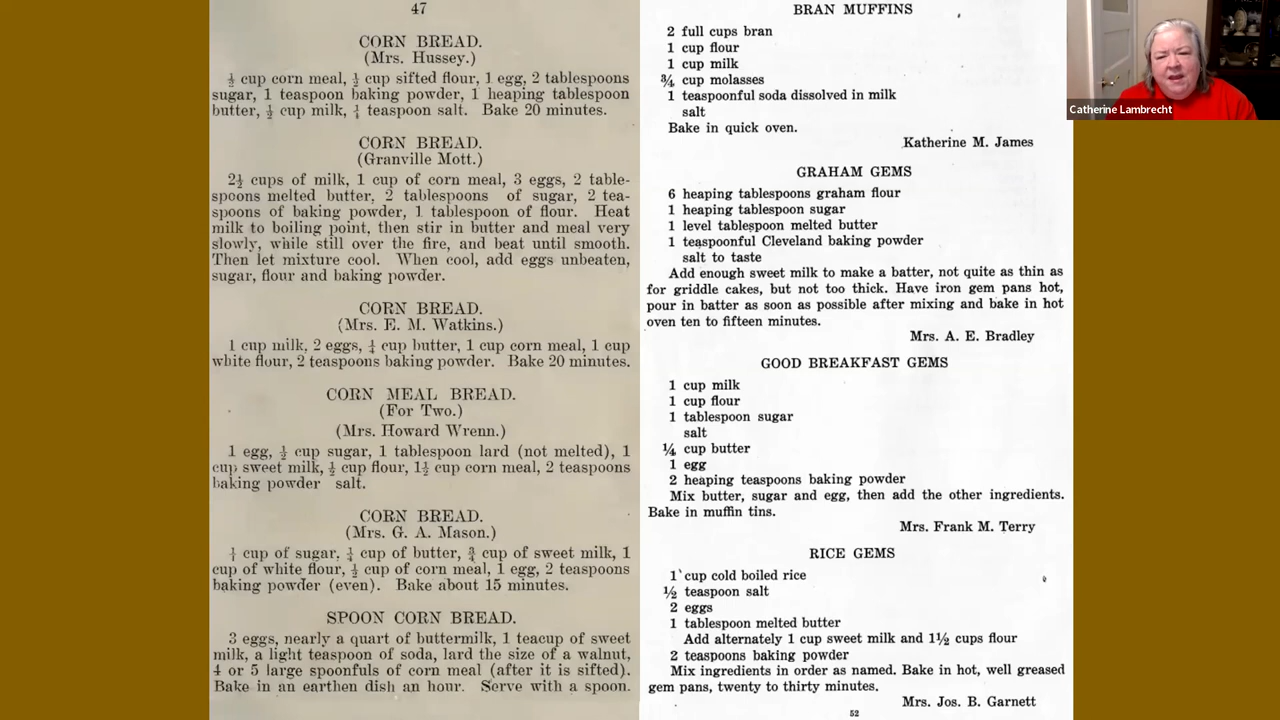 47
CORN BREAD.
(Mrs. Hussey.)
½ cup corn meal, ½ cup sifted flour, 1 egg, 2 tablespoons
sugar, 1 teaspoon baking powder, 1 heaping tablespoon
butter, ½ cup milk, ¼ teaspoon salt. Bake 20 minutes.
CORN BREAD.
(Granville Mott.)
2½ cups of milk, 1 cup of corn meal, 3 eggs, 2 table-
spoons melted butter, 2 tablespoons of sugar, 2 tea-
spoons of baking powder, 1 tablespoon of flour. Heat
milk to boiling point, then stir in butter and meal very
slowly, while still over the fire, and beat until smooth.
Then let mixture cool. When cool, add eggs unbeaten,
sugar, flour and baking powder.
CORN BREAD.
(Mrs. E. M. Watkins.)
1 cup milk, 2 eggs, ¼ cup butter, 1 cup corn meal, 1 cup
white flour, 2 teaspoons baking powder. Bake 20 minutes.
CORN MEAL BREAD.
(For Two.)
(Mrs. Howard Wrenn.)
1 egg, ½ cup sugar, 1 tablespoon lard (not melted), 1
cup sweet milk, ½ cup flour, 1½ cup corn meal, 2 teaspoons
baking powder salt.
CORN BREAD.
(Mrs. G. A. Mason.)
cup of sugar, ¼ cup of butter, ¾ cup of sweet milk, 1
cup of white flour, ½ cup of corn meal, 1 egg, 2 teaspoons
baking powder (even). Bake about 15 minutes.
SPOON CORN BREAD.
3 eggs, nearly a quart of buttermilk, 1 teacup of sweet
milk, a light teaspoon of soda, lard the size of a walnut,
4 or 5 large spoonfuls of corn meal (after it is sifted).
Bake in an earthen dish an hour. Serve with a spoon.
BRAN MUFFINS
2 full cups bran
1 cup flour
1 cup milk
¾ cup molasses
1 teaspoonful soda dissolved in milk
salt
Bake in quick oven.
Katherine M. James
GRAHAM GEMS
6 heaping tablespoons graham flour
1 heaping tablespoon sugar
1 level tablespoon melted butter
1 teaspoonful Cleveland baking powder
salt to taste
Add enough sweet milk to make a batter, not quite as thin as
for griddle cakes, but not too thick. Have iron gem pans hot,
pour in batter as soon as possible after mixing and bake in hot
oven ten to fifteen minutes.
Mrs. A. E. Bradley
GOOD BREAKFAST GEMS
1 cup milk
1 cup flour
1 tablespoon sugar
salt
¼ cup butter
1 egg
2 heaping teaspoons baking powder
Mix butter, sugar and egg, then add the other ingredients.
Bake in muffin tins.
Mrs. Frank M. Terry
RICE GEMS
1 cup cold boiled rice
½ teaspoon salt
2 eggs
1 tablespoon melted butter
Add alternately 1 cup sweet milk and 1½ cups flour
2 teaspoons baking powder
Mix ingredients in order as named. Bake in hot, well greased
gem pans, twenty to thirty minutes.
Mrs. Jos. B. Garnett
52
Catherine Lambrecht